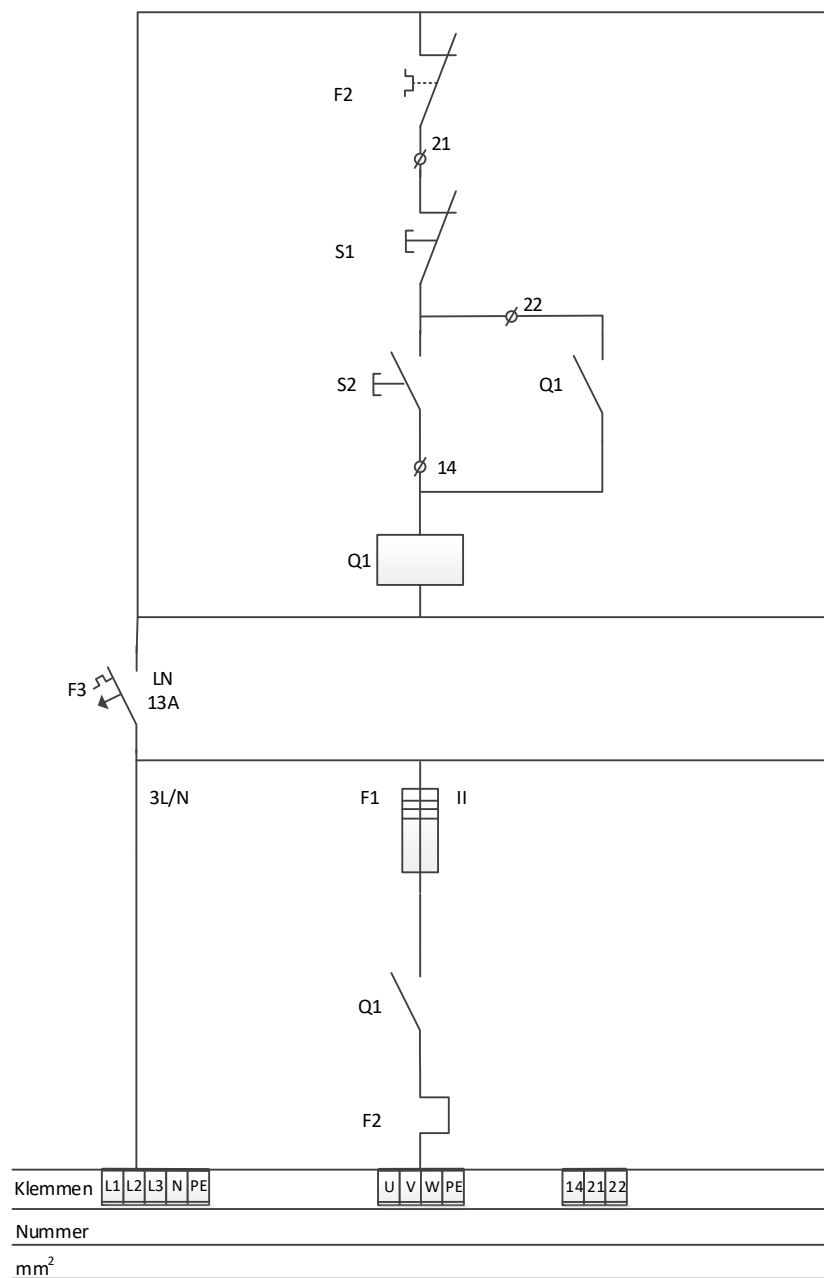 F2
21
S1
22
S2
Q1
14
Q1
F3
LN
13A
3L/N
F1
II
Q1
F2
Klemmen L1 L2 L3 N PE U V W PE 14 21 22
Nummer
mm²